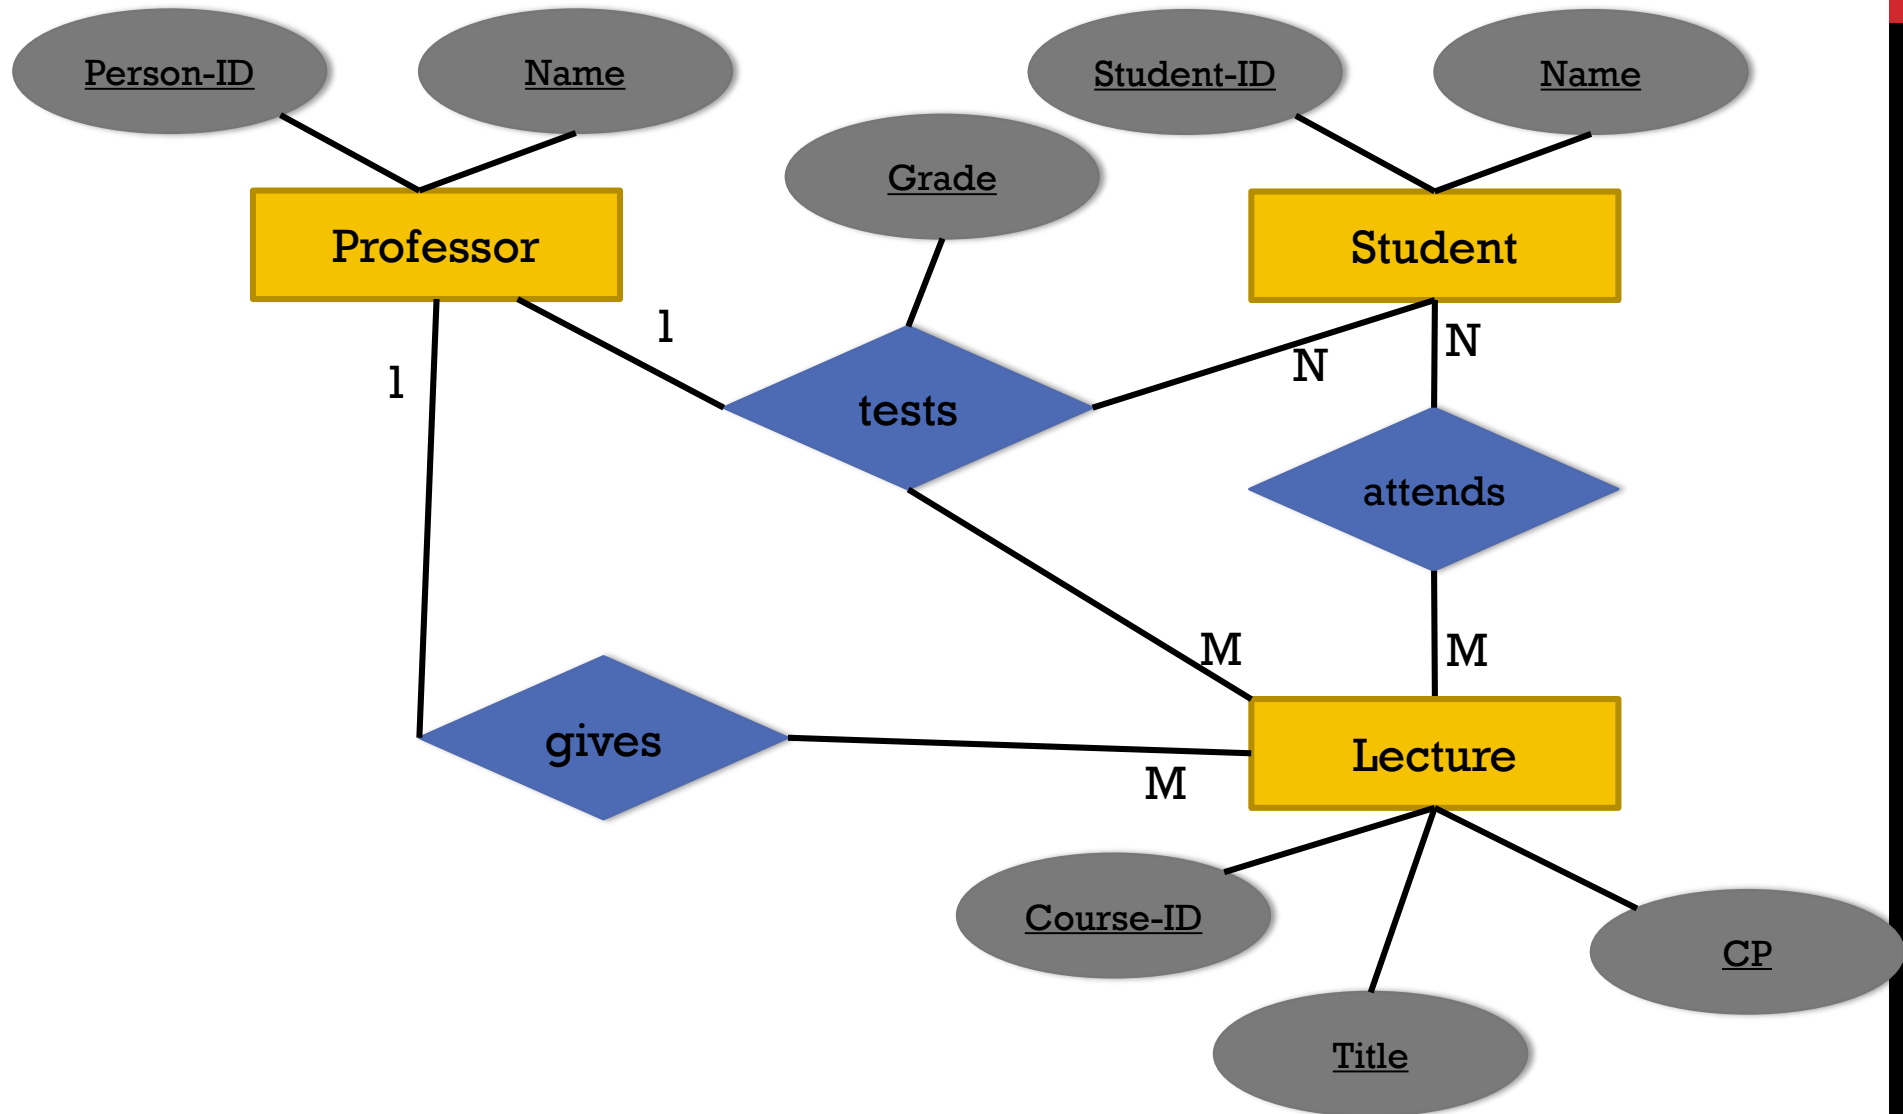 Person-ID
Name
Student-ID
Name
Grade
Professor
Student
1
N
N
1
tests
attends
M
M
gives
Lecture
M
Course-ID
CP
Title